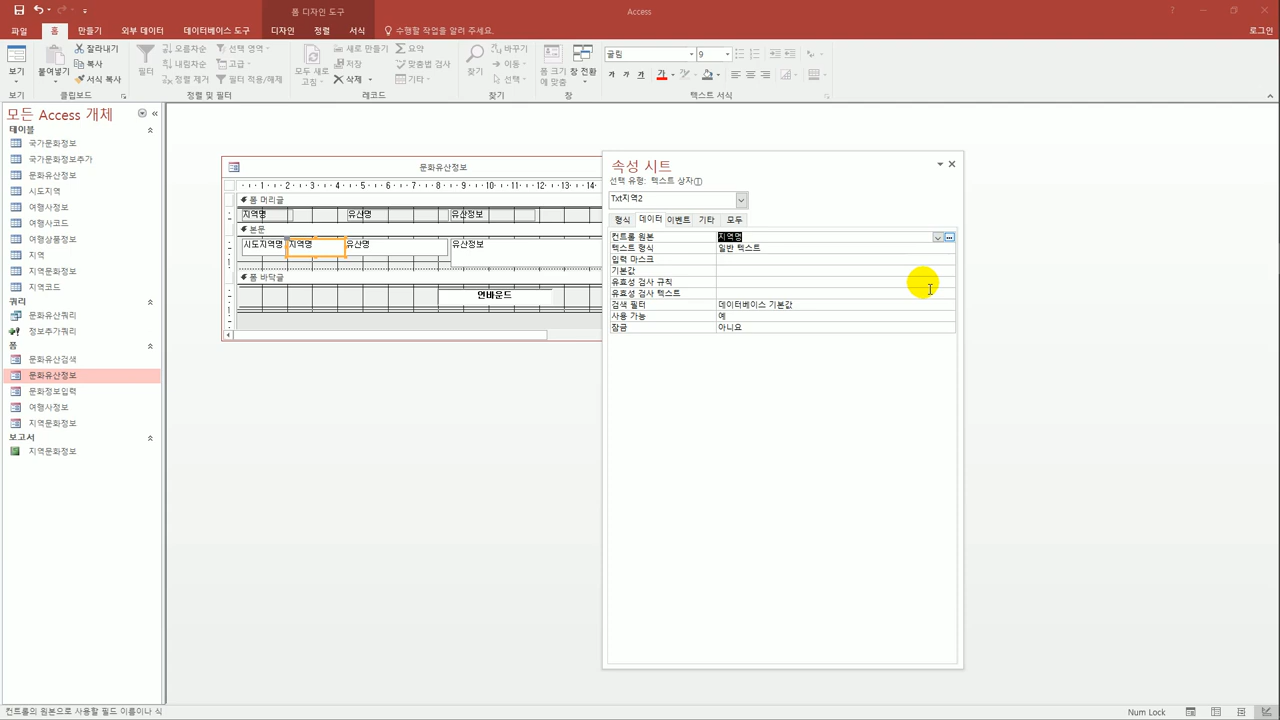 폼 디자인 도구
Access
로그인
파일
홈
만들기
외부 데이터
데이터베이스 도구
디자인
정렬
서식
수행할 작업을 알려 주세요.
보기
붙여넣기
잘라내기
복사
서식 복사
필터
오름차순
내림차순
정렬 제거
선택 영역
고급
필터 적용/해제
모두 새로 고침
새로 만들기
저장
삭제
요약
맞춤법 검사
기타
찾기
바꾸기
이동
선택
폼 크기에 맞춤
창 전환
굴림
9
가 가 가
보기
클립보드
정렬 및 필터
레코드
찾기
창
텍스트 서식
모든 Access 개체
테이블
국가문화정보
국가문화정보추가
문화유산정보
시도지역
여행사정보
여행사코드
여행상품정보
지역
지역문화정보
지역코드
쿼리
문화유산쿼리
정보추가쿼리
폼
문화유산검색
문화유산정보
문화정보입력
여행사정보
지역문화정보
보고서
지역문화정보
문화유산정보
1 2 3 4 5 6 7 8 9 10 11 12 13 14
폼 머리글
지역명 유산명 유산정보
본문
시도지역명 지역명 유산명 유산정보
폼 바닥글
언바운드
속성 시트
선택 유형: 텍스트 상자(T)
Txt지역2
형식 데이터 이벤트 기타 모두
컨트롤 원본 지역명
텍스트 형식 일반 텍스트
입력 마스크
기본값
유효성 검사 규칙
유효성 검사 텍스트
검색 필터 데이터베이스 기본값
사용 가능 예
잠금 아니요
컨트롤의 원본으로 사용할 필드 이름이나 식
Num Lock